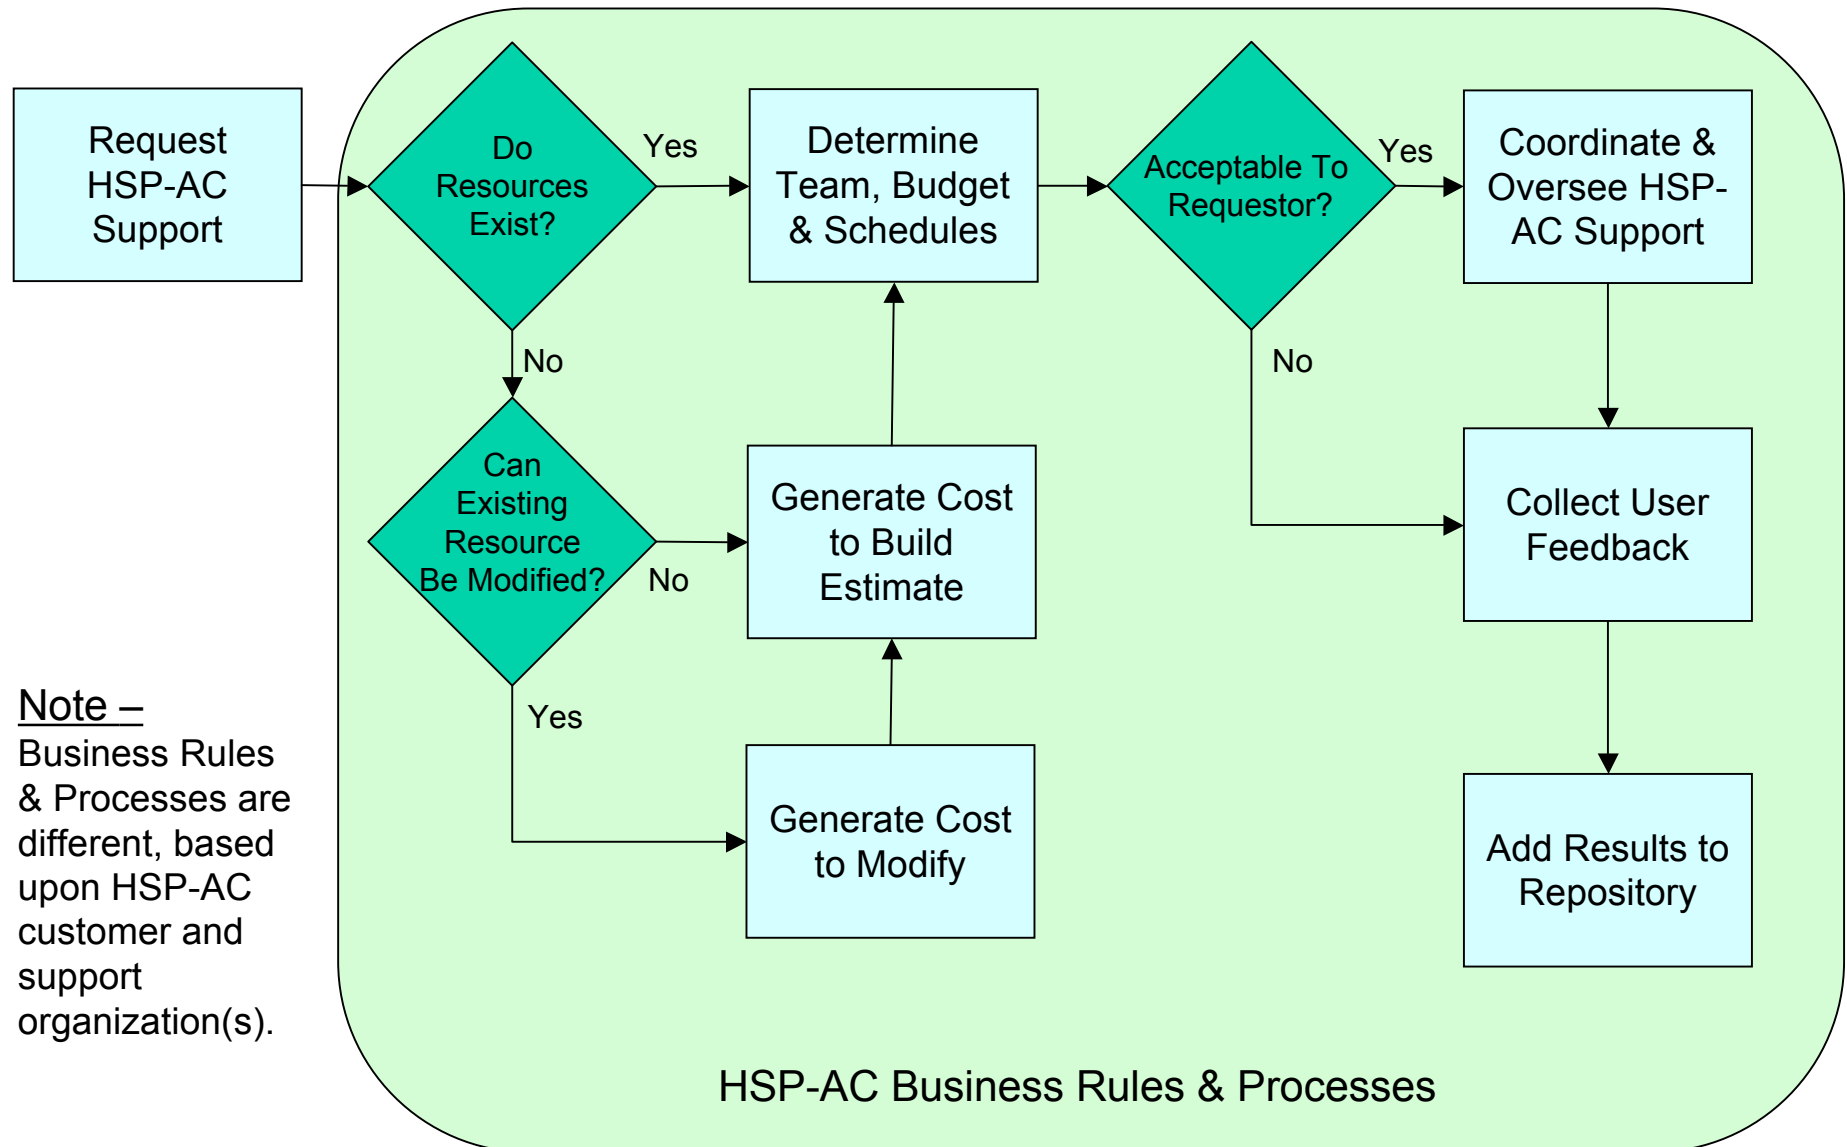 Request
HSP-AC
Support
Do
Resources
Exist?
Yes
No
Determine
Team, Budget
& Schedules
Acceptable To
Requestor?
Yes
No
Coordinate &
Oversee HSP-
AC Support
Can
Existing
Resource
Be Modified?
No
Yes
Generate Cost
to Build
Estimate
Collect User
Feedback
Generate Cost
to Modify
Add Results to
Repository
Note –
Business Rules
& Processes are
different, based
upon HSP-AC
customer and
support
organization(s).
HSP-AC Business Rules & Processes